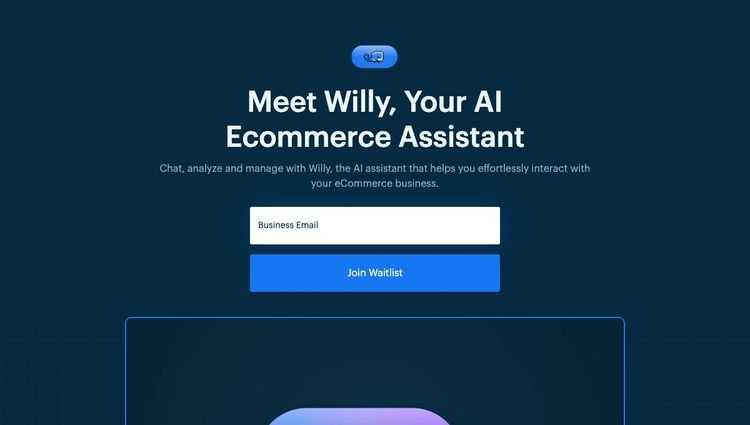 Meet Willy, Your AI
Ecommerce Assistant
Chat, analyze and manage with Willy, the AI assistant that helps you effortlessly interact with
your eCommerce business.
Business Email
Join Waitlist